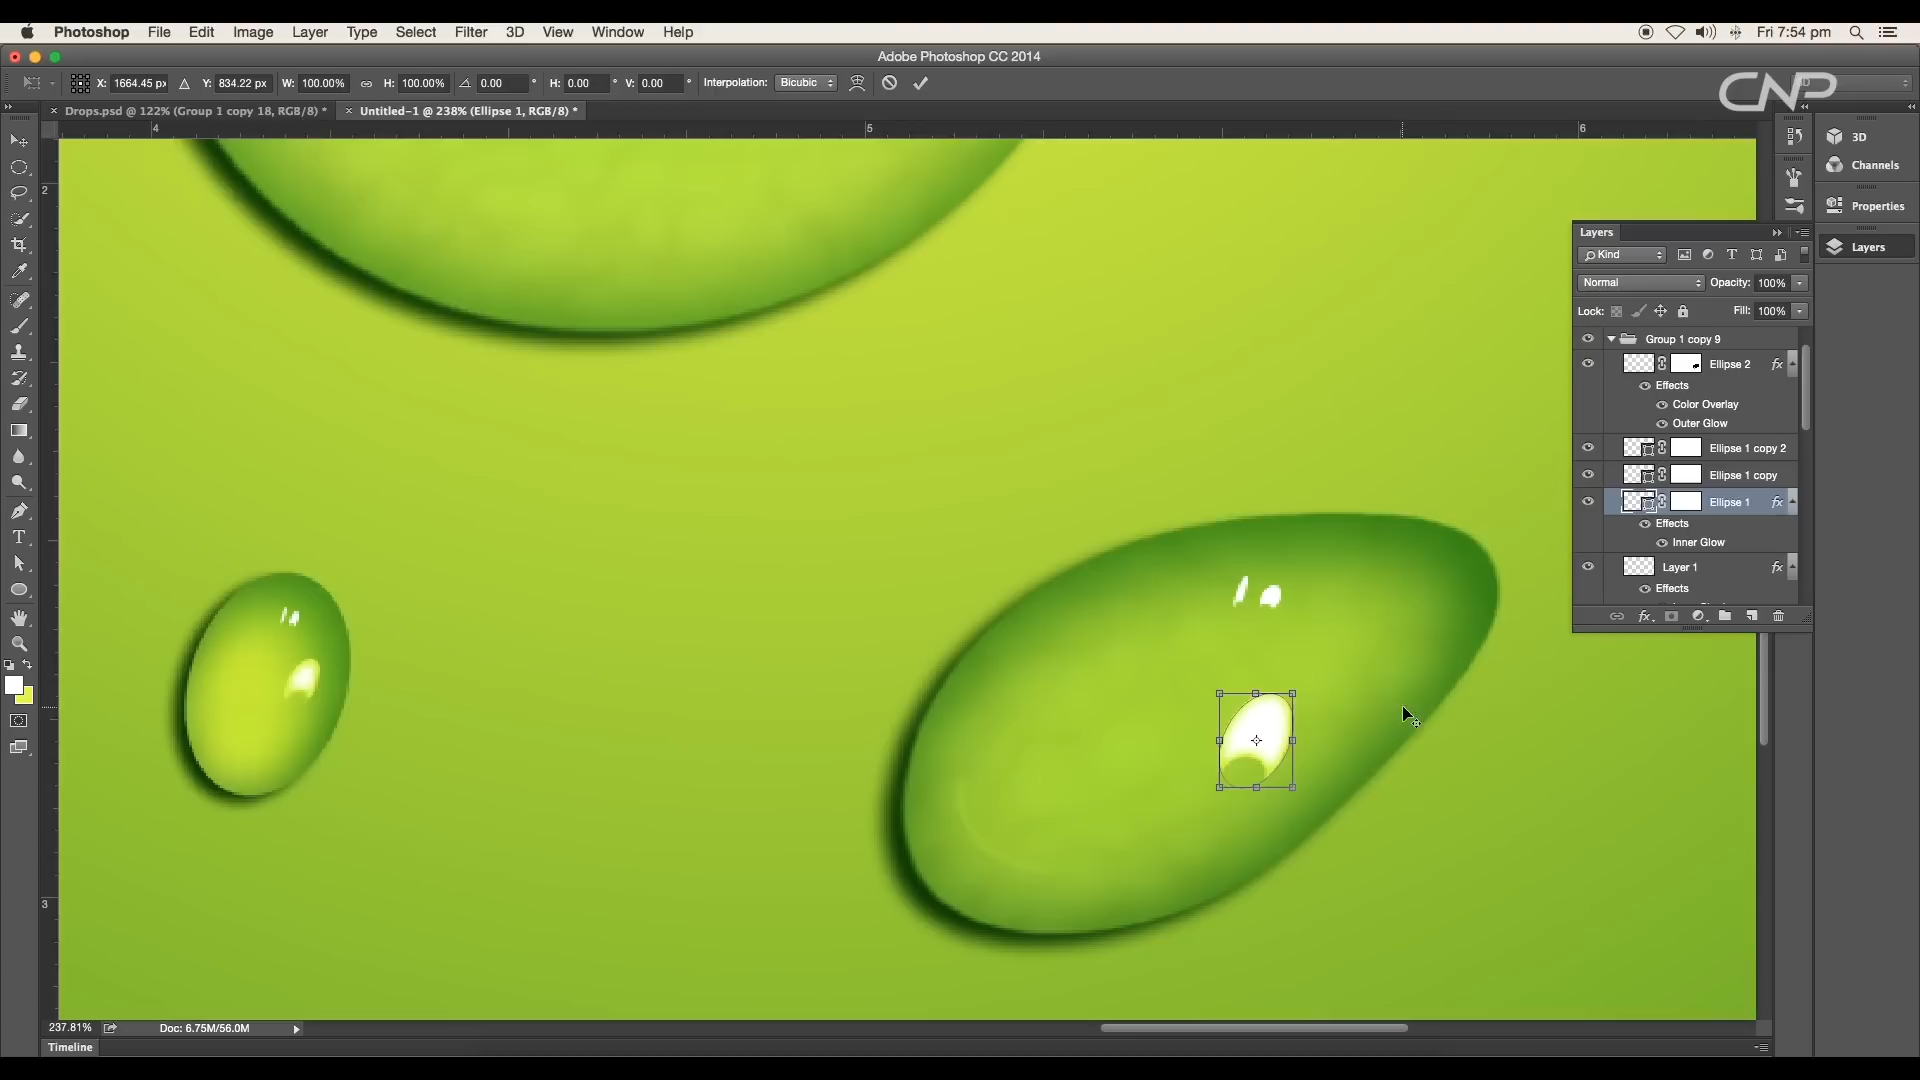 Photoshop File Edit Image Layer Type Select Filter 3D View Window Help Fri 7:54 pm
Adobe Photoshop CC 2014
X: 1664.45 px Y: 834.22 px W: 100.00% H: 100.00% 0.00 ° H: 0.00 ° V: 0.00 ° Interpolation: Bicubic
CNP
× Drops.psd @ 122% (Group 1 copy 18, RGB/8) * × Untitled-1 @ 238% (Ellipse 1, RGB/8) *
4 5 6
2
3
3D
Channels
Properties
Layers
Layers
Kind
Normal Opacity: 100%
Lock: Fill: 100%
Group 1 copy 9
Ellipse 2 fx
Effects
Color Overlay
Outer Glow
Ellipse 1 copy 2
Ellipse 1 copy
Ellipse 1 fx
Effects
Inner Glow
Layer 1 fx
Effects
fx
237.81% Doc: 6.75M/56.0M
Timeline